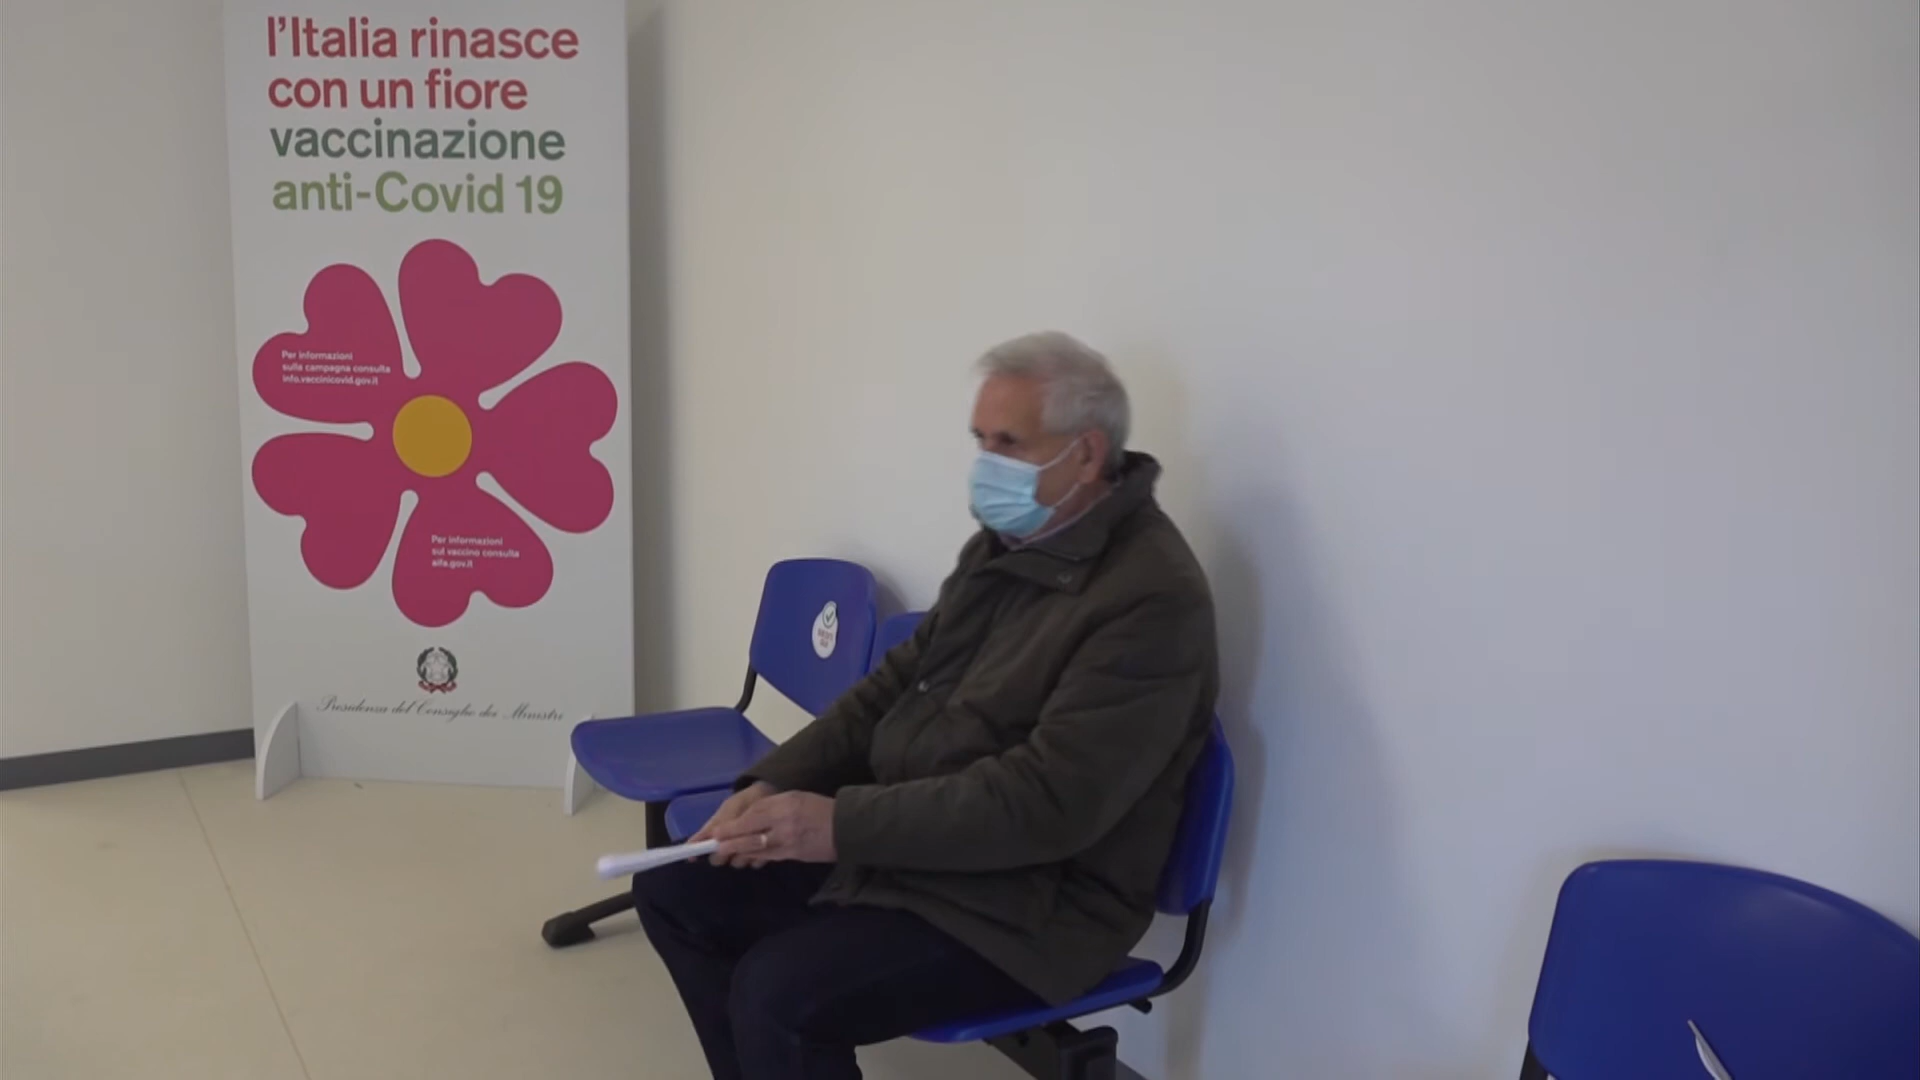 l'Italia rinasce
con un fiore
vaccinazione
anti-Covid 19
Per informazioni
sulla campagna consulta
info.vaccinicovid.gov.it
Per informazioni
sul vaccino consulta
aifa.gov.it
Presidenza del Consiglio dei Ministri